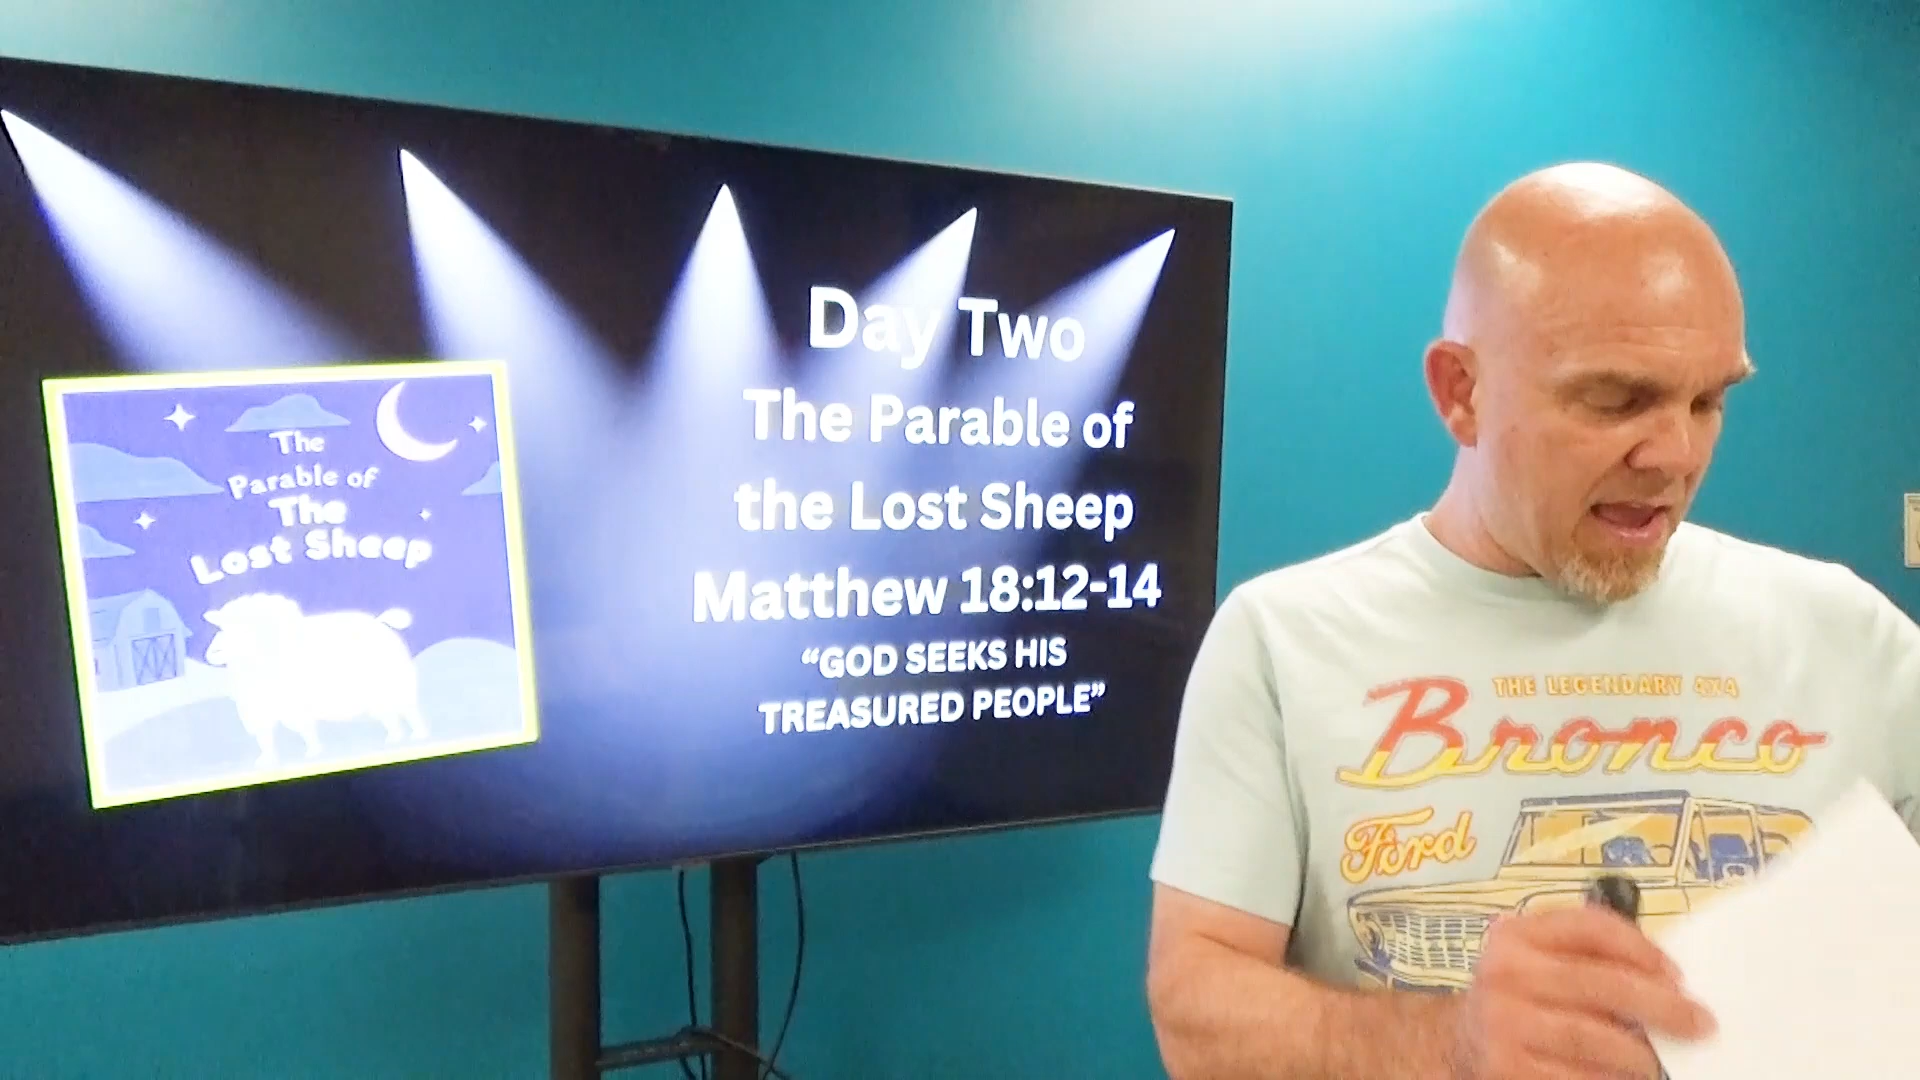 The
Parable of
The
Lost Sheep
Day Two
The Parable of
the Lost Sheep
Matthew 18:12-14
“GOD SEEKS HIS
TREASURED PEOPLE”
THE LEGENDARY 4X4
Bronco
Ford